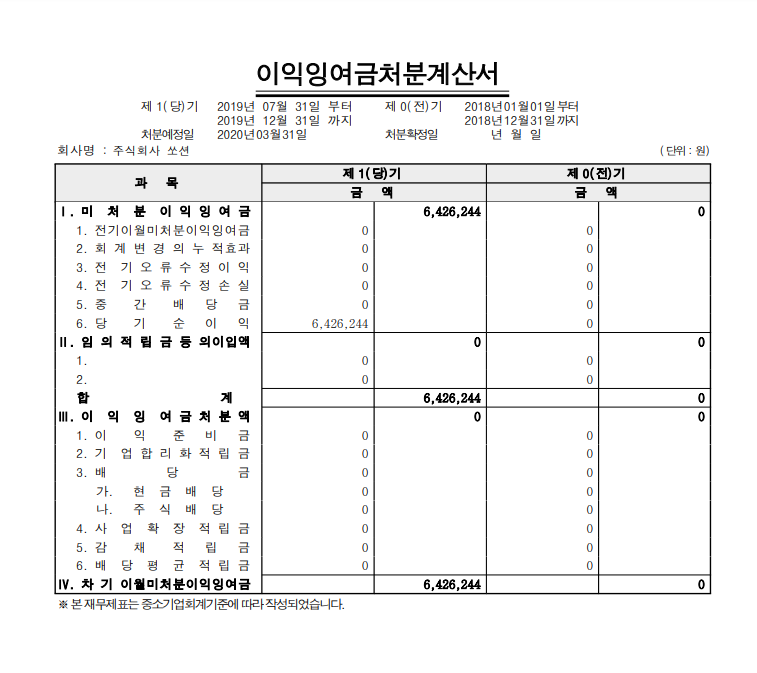 이익잉여금처분계산서
제 1(당)기 2019년 07월 31일 부터 제 0(전)기 2018년01월01일부터
2019년 12월 31일 까지 2018년12월31일까지
처분예정일 2020년03월31일 처분확정일 년 월 일
회사명 : 주식회사 쏘션 (단위 : 원)
과 목 제 1(당)기 제 0(전)기
금 액 금 액
Ⅰ. 미 처 분 이 익 잉 여 금 6,426,244 0
1. 전기이월미처분이익잉여금 0 0
2. 회 계 변 경 의 누 적효과 0 0
3. 전 기 오 류 수 정 이 익 0 0
4. 전 기 오 류 수 정 손 실 0 0
5. 중 간 배 당 금 0 0
6. 당 기 순 이 익 6,426,244 0
Ⅱ. 임 의 적 립 금 등 의이입액 0 0
1. 0 0
2. 0 0
합 계 6,426,244 0
Ⅲ. 이 익 잉 여 금 처 분 액 0 0
1. 이 익 준 비 금 0 0
2. 기 업 합 리 화 적 립 금 0 0
3. 배 당 금 0 0
가. 현 금 배 당 0 0
나. 주 식 배 당 0 0
4. 사 업 확 장 적 립 금 0 0
5. 감 채 적 립 금 0 0
6. 배 당 평 균 적 립 금 0 0
Ⅳ. 차 기 이월미처분이익잉여금 6,426,244 0
※ 본 재무제표는 중소기업회계기준에 따라 작성되었습니다.